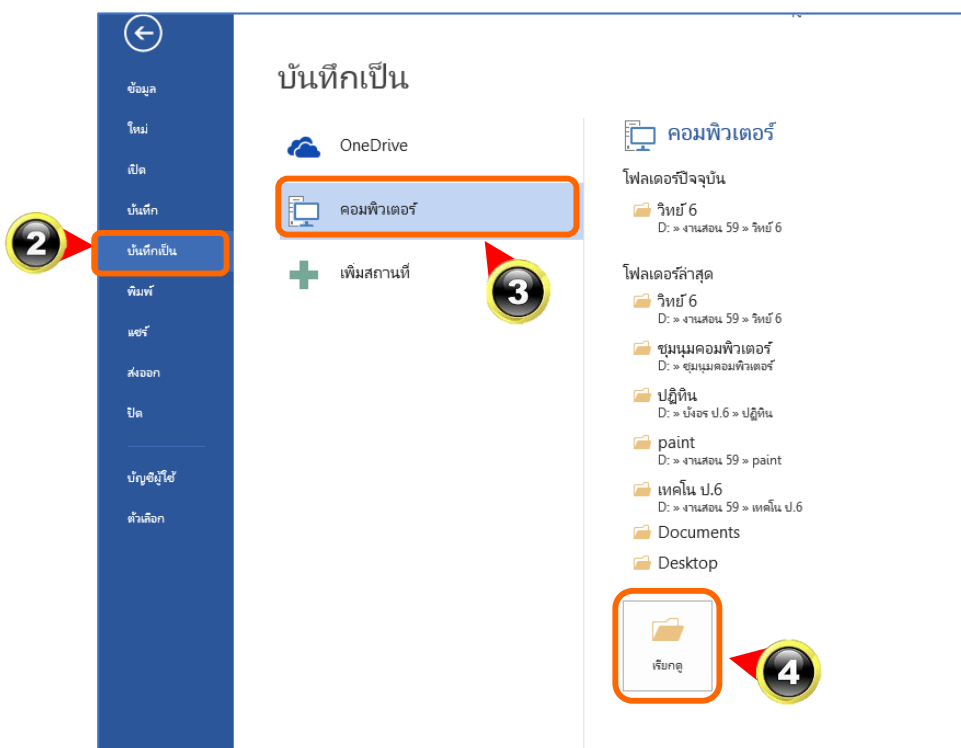 ข้อมูล
ใหม่
เปิด
บันทึก
2
บันทึกเป็น
พิมพ์
แชร์
ส่งออก
ปิด
บัญชีผู้ใช้
ตัวเลือก
บันทึกเป็น
OneDrive
คอมพิวเตอร์
3
เพิ่มสถานที่
คอมพิวเตอร์
โฟลเดอร์ปัจจุบัน
วิทย์ 6
D: » งานสอน 59 » วิทย์ 6
โฟลเดอร์ล่าสุด
วิทย์ 6
D: » งานสอน 59 » วิทย์ 6
ชุมนุมคอมพิวเตอร์
D: » ชุมนุมคอมพิวเตอร์
ปฏิทิน
D: » บังอร ป.6 » ปฏิทิน
paint
D: » งานสอน 59 » paint
เทคโน ป.6
D: » งานสอน 59 » เทคโน ป.6
Documents
Desktop
เรียกดู
4